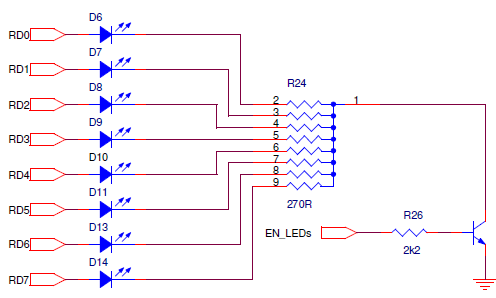 D6
RD0
D7
RD1
D8
RD2
D9
RD3
D10
RD4
D11
RD5
D13
RD6
D14
RD7
R24
2
3
4
5
6
7
8
9
1
270R
EN_LEDs
R26
2k2